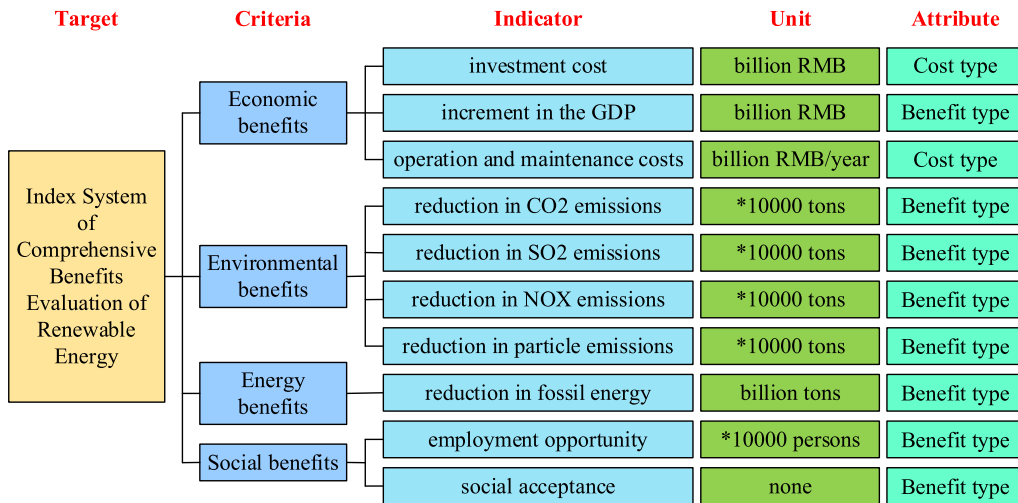 Target
Criteria
Indicator
Unit
Attribute
Index System
of
Comprehensive
Benefits
Evaluation of
Renewable
Energy
Economic
benefits
investment cost
billion RMB
Cost type
increment in the GDP
billion RMB
Benefit type
operation and maintenance costs
billion RMB/year
Cost type
Environmental
benefits
reduction in CO2 emissions
*10000 tons
Benefit type
reduction in SO2 emissions
*10000 tons
Benefit type
reduction in NOX emissions
*10000 tons
Benefit type
reduction in particle emissions
*10000 tons
Benefit type
Energy
benefits
reduction in fossil energy
billion tons
Benefit type
Social benefits
employment opportunity
*10000 persons
Benefit type
social acceptance
none
Benefit type